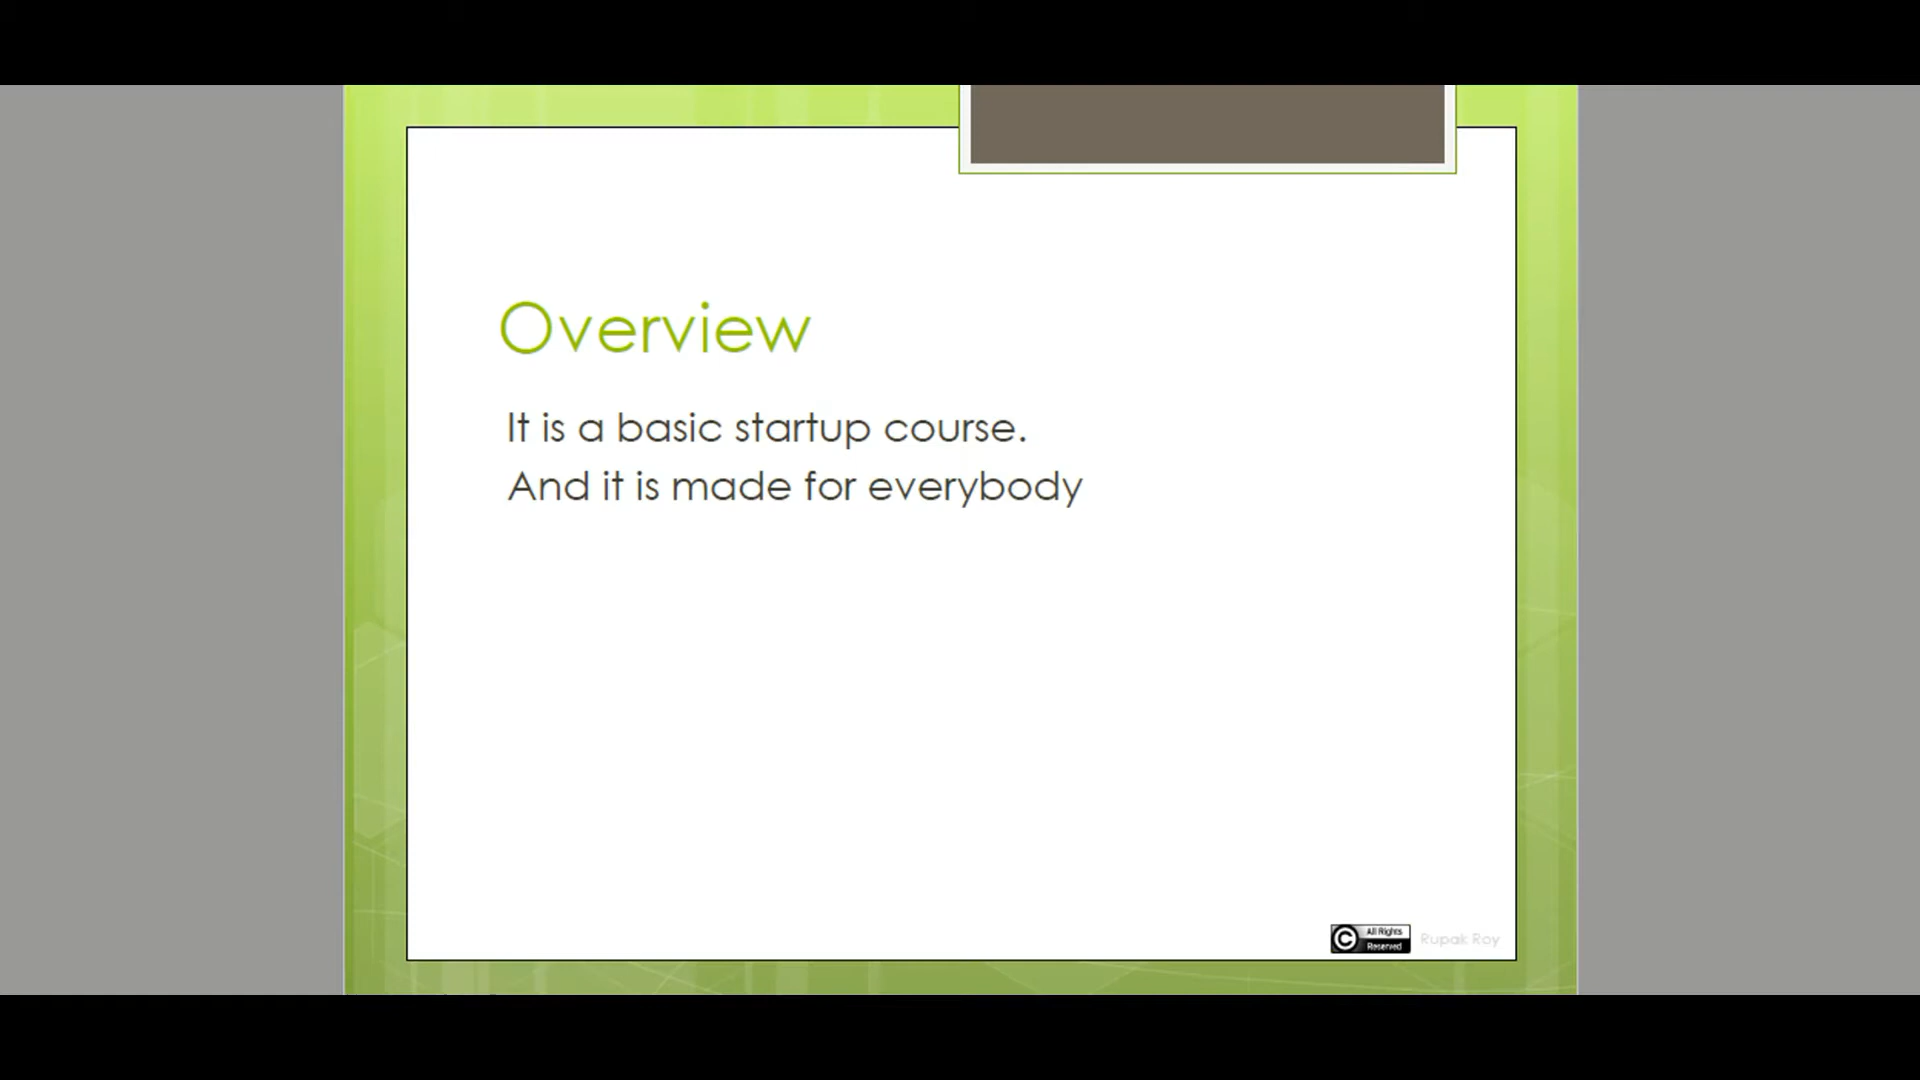 Overview
It is a basic startup course.
And it is made for everybody
© All Rights
Reserved
Rupak Roy